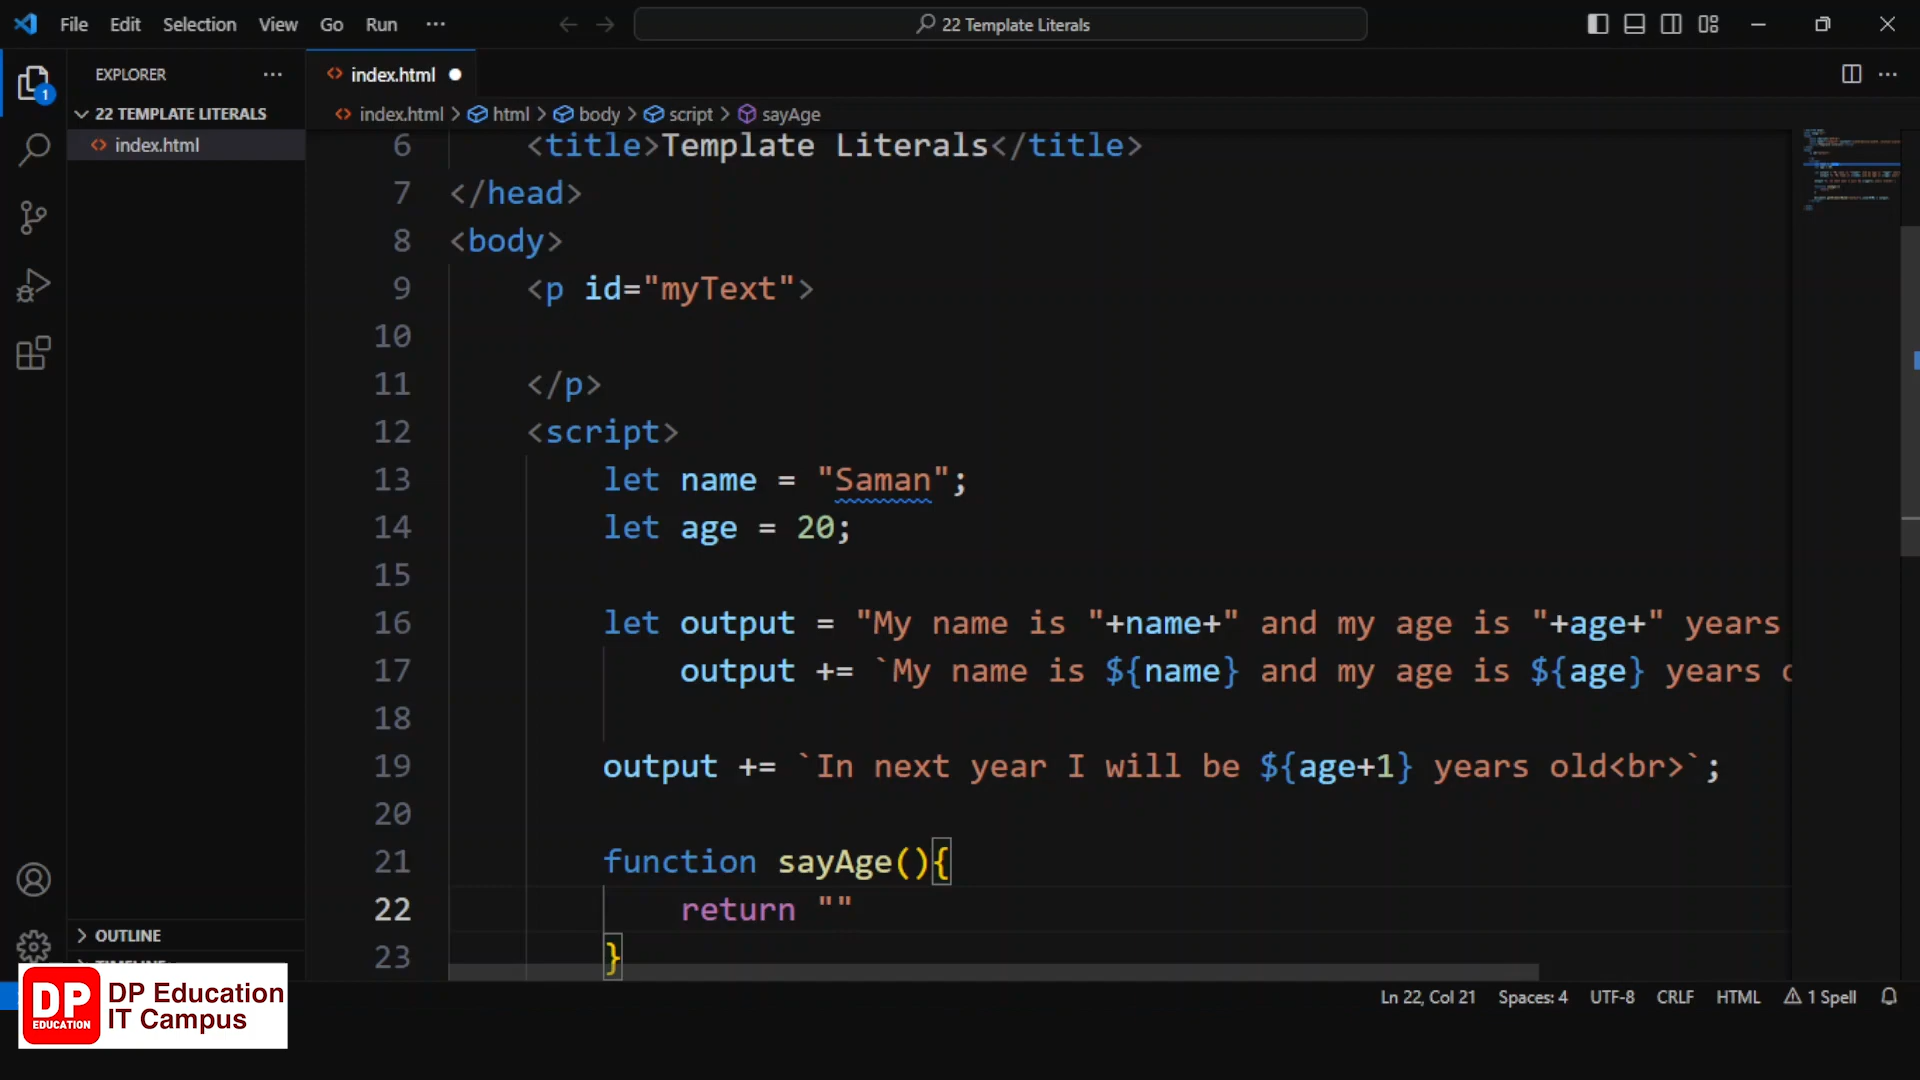 File Edit Selection View Go Run ···
22 Template Literals
EXPLORER ···
22 TEMPLATE LITERALS
index.html
1
OUTLINE
index.html
index.html > html > body > script > sayAge
6 <title>Template Literals</title>
7 </head>
8 <body>
9 <p id="myText">
10
11 </p>
12 <script>
13 let name = "Saman";
14 let age = 20;
15
16 let output = "My name is "+name+" and my age is "+age+" years
17 output += `My name is ${name} and my age is ${age} years
18
19 output += `In next year I will be ${age+1} years old<br>`;
20
21 function sayAge(){
22 return ""
23 }
Ln 22, Col 21 Spaces: 4 UTF-8 CRLF HTML 1 Spell
DP
EDUCATION
DP Education
IT Campus